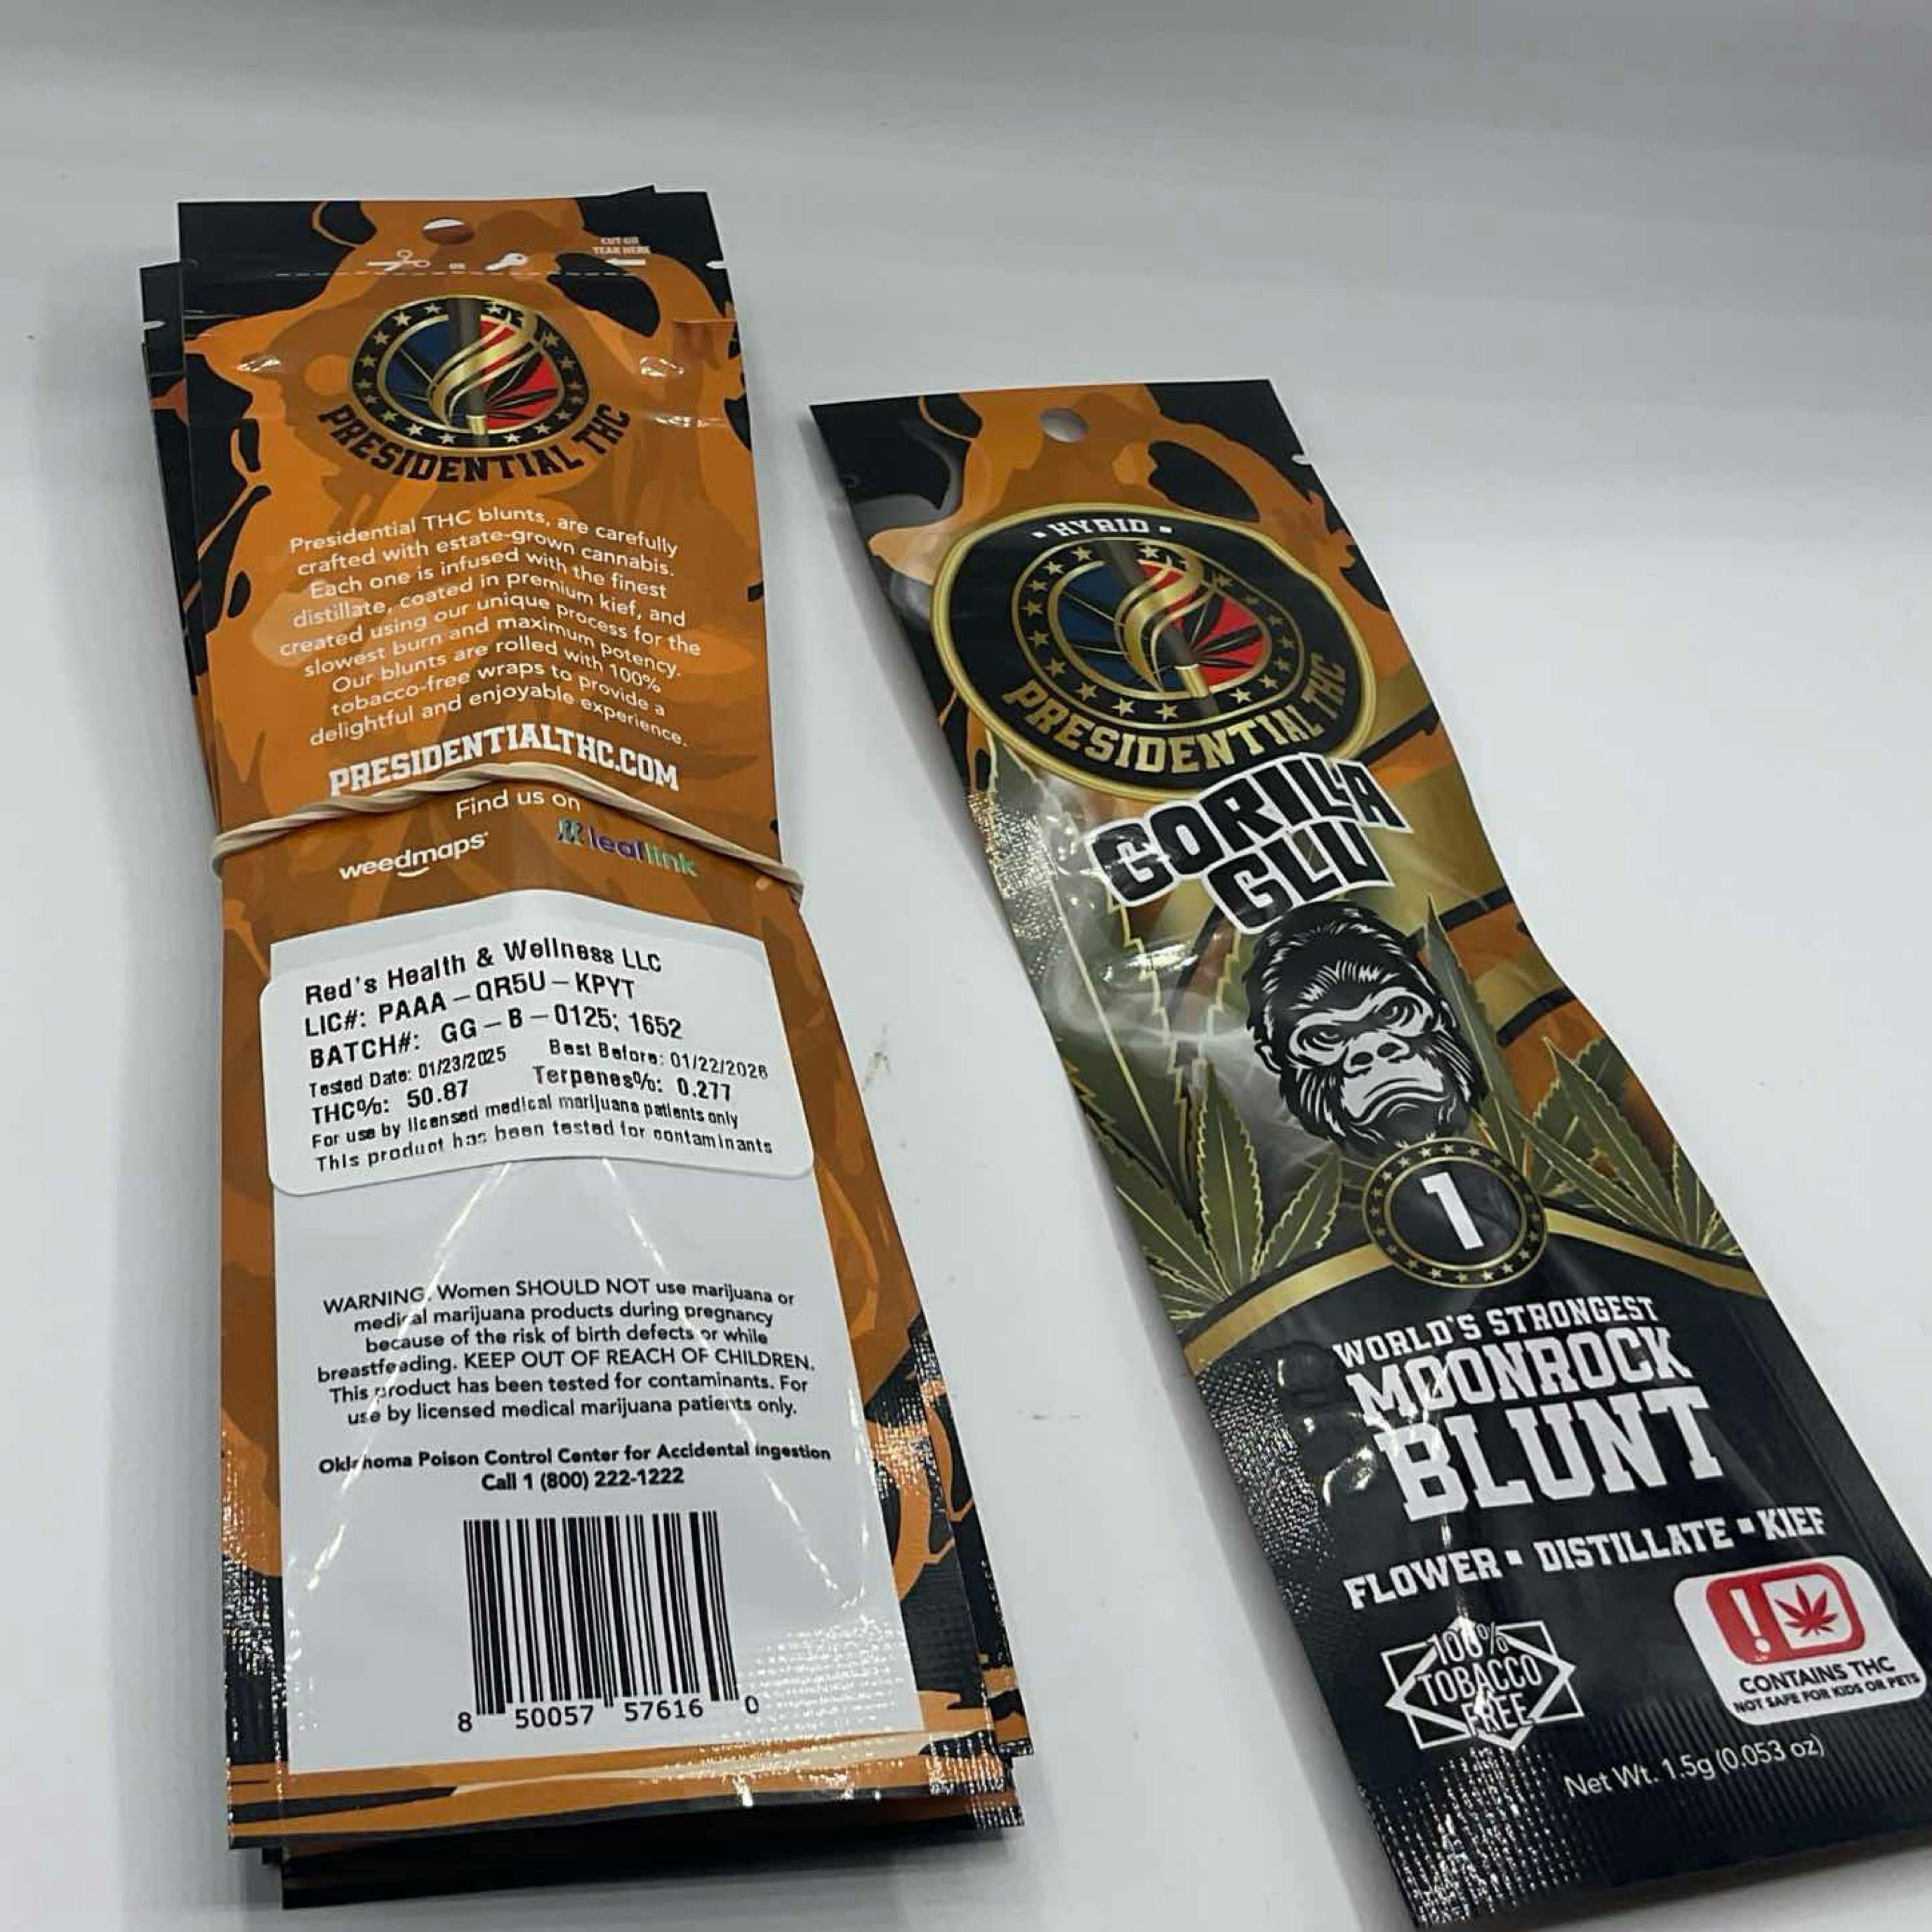 CUT OR
TEAR HERE
OR
PRESIDENTIAL THC
Presidential THC blunts, are carefully
crafted with estate-grown cannabis.
Each one is infused with the finest
distillate, coated in premium kief, and
created using our unique process for the
slowest burn and maximum potency.
Our blunts are rolled with 100%
tobacco-free wraps to provide a
delightful and enjoyable experience.
PRESIDENTIALTHC.COM
Find us on
weedmaps
leaflink
Red's Health & Wellness LLC
LIC#: PAAA-QR5U-KPYT
BATCH#: GG-B-0125; 1652
Tested Date: 01/23/2025 Best Before: 01/22/2026
THC%: 50.87 Terpenes%: 0.277
For use by licensed medical marijuana patients only
This product has been tested for contaminants
WARNING: Women SHOULD NOT use marijuana or
medical marijuana products during pregnancy
because of the risk of birth defects or while
breastfeeding. KEEP OUT OF REACH OF CHILDREN.
This product has been tested for contaminants. For
use by licensed medical marijuana patients only.
Oklahoma Poison Control Center for Accidental ingestion
Call 1 (800) 222-1222
8 50057 57616 0
HYRID
PRESIDENTIAL THC
GORILLA
GLU
1
WORLD'S STRONGEST
MOONROCK
BLUNT
FLOWER ▪ DISTILLATE ▪ KIEF
100%
TOBACCO
FREE
!
CONTAINS THC
NOT SAFE FOR KIDS OR PETS
Net Wt. 1.5g (0.053 oz)